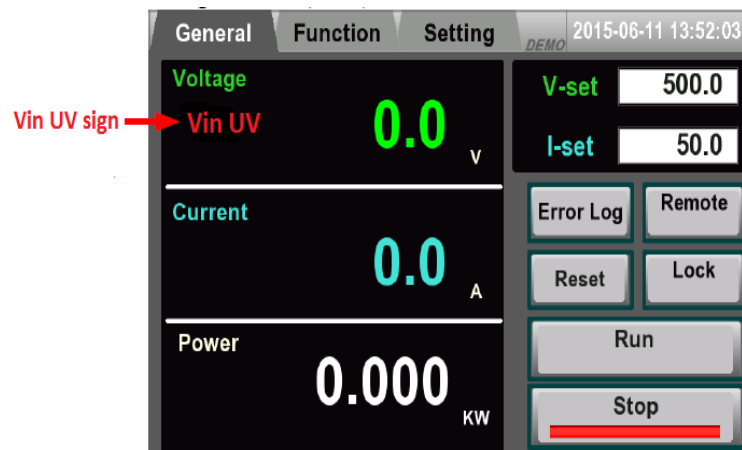 General Function Setting DEMO 2015-06-11 13:52:03
Voltage
Vin UV sign Vin UV 0.0 V
V-set 500.0
I-set 50.0
Current
0.0 A
Error Log Remote
Reset Lock
Power
0.000 KW
Run
Stop